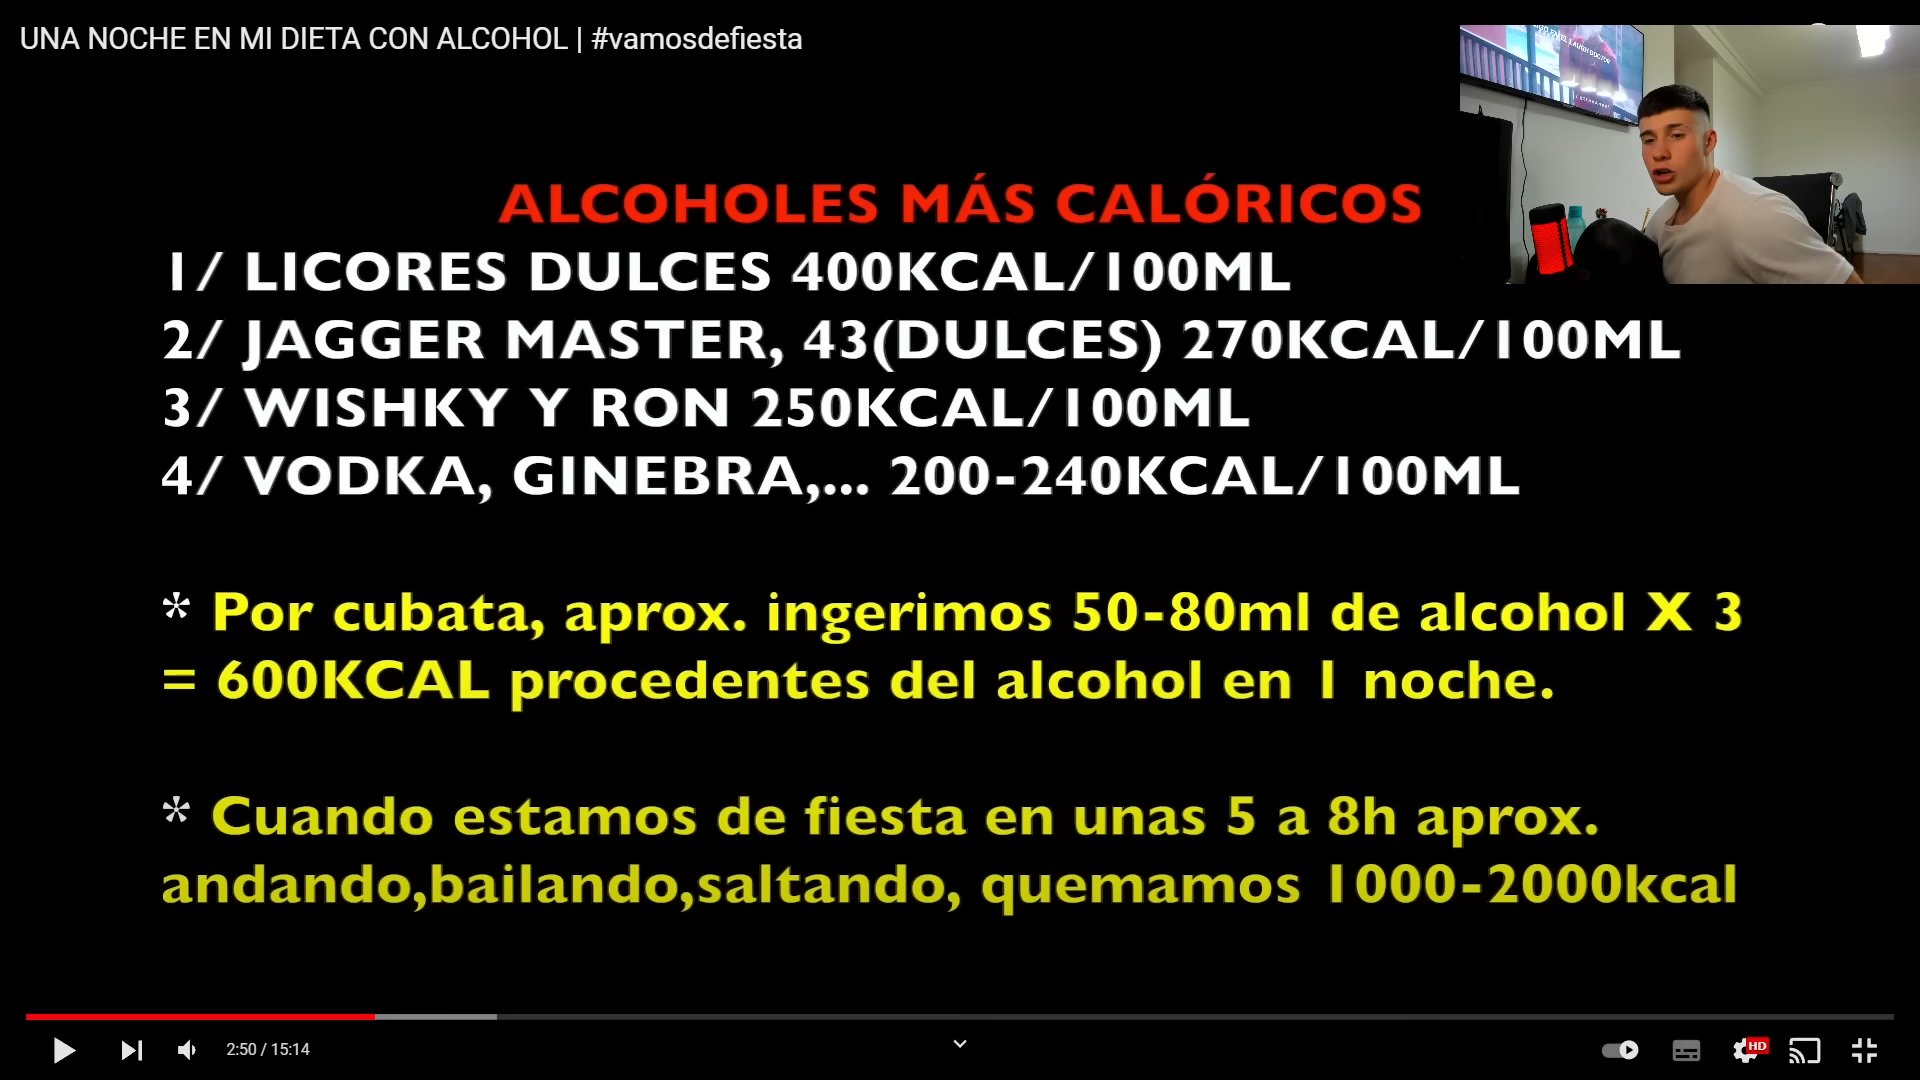 UNA NOCHE EN MI DIETA CON ALCOHOL | #vamosdefiesta
ALCOHOLES MÁS CALÓRICOS
1/ LICORES DULCES 400KCAL/100ML
2/ JAGGER MASTER, 43(DULCES) 270KCAL/100ML
3/ WISHKY Y RON 250KCAL/100ML
4/ VODKA, GINEBRA,... 200-240KCAL/100ML
* Por cubata, aprox. ingerimos 50-80ml de alcohol X 3
= 600KCAL procedentes del alcohol en 1 noche.
* Cuando estamos de fiesta en unas 5 a 8h aprox.
andando,bailando,saltando, quemamos 1000-2000kcal
2:50 / 15:14
HD